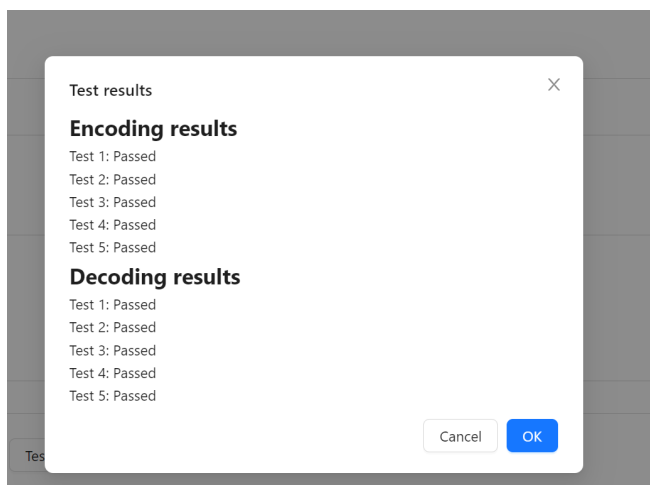 Test results
Encoding results
Test 1: Passed
Test 2: Passed
Test 3: Passed
Test 4: Passed
Test 5: Passed
Decoding results
Test 1: Passed
Test 2: Passed
Test 3: Passed
Test 4: Passed
Test 5: Passed
Cancel
OK
Tes